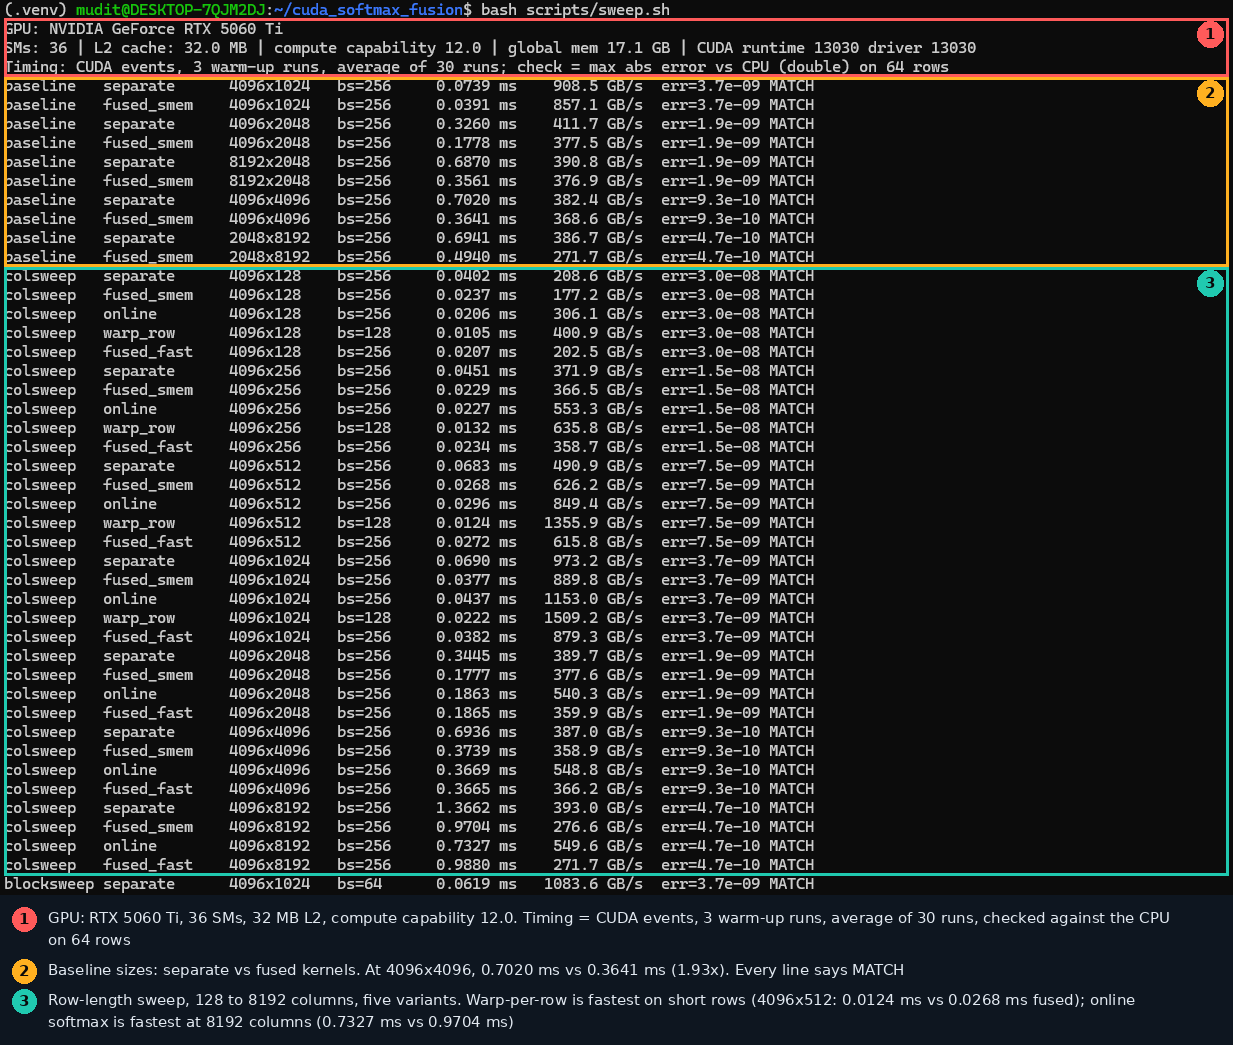 (.venv) mudit@DESKTOP-7QJM2DJ:~/cuda_softmax_fusion$ bash scripts/sweep.sh
GPU: NVIDIA GeForce RTX 5060 Ti
1
SMs: 36 | L2 cache: 32.0 MB | compute capability 12.0 | global mem 17.1 GB | CUDA runtime 13030 driver 13030
Timing: CUDA events, 3 warm-up runs, average of 30 runs; check = max abs error vs CPU (double) on 64 rows
baseline separate 4096x1024 bs=256 0.0739 ms 908.5 GB/s err=3.7e-09 MATCH
2
baseline fused_smem 4096x1024 bs=256 0.0391 ms 857.1 GB/s err=3.7e-09 MATCH
baseline separate 4096x2048 bs=256 0.3260 ms 411.7 GB/s err=1.9e-09 MATCH
baseline fused_smem 4096x2048 bs=256 0.1778 ms 377.5 GB/s err=1.9e-09 MATCH
baseline separate 8192x2048 bs=256 0.6870 ms 390.8 GB/s err=1.9e-09 MATCH
baseline fused_smem 8192x2048 bs=256 0.3561 ms 376.9 GB/s err=1.9e-09 MATCH
baseline separate 4096x4096 bs=256 0.7020 ms 382.4 GB/s err=9.3e-10 MATCH
baseline fused_smem 4096x4096 bs=256 0.3641 ms 368.6 GB/s err=9.3e-10 MATCH
baseline separate 2048x8192 bs=256 0.6941 ms 386.7 GB/s err=4.7e-10 MATCH
baseline fused_smem 2048x8192 bs=256 0.4940 ms 271.7 GB/s err=4.7e-10 MATCH
colsweep separate 4096x128 bs=256 0.0402 ms 208.6 GB/s err=3.0e-08 MATCH
3
colsweep fused_smem 4096x128 bs=256 0.0237 ms 177.2 GB/s err=3.0e-08 MATCH
colsweep online 4096x128 bs=256 0.0206 ms 306.1 GB/s err=3.0e-08 MATCH
colsweep warp_row 4096x128 bs=128 0.0105 ms 400.9 GB/s err=3.0e-08 MATCH
colsweep fused_fast 4096x128 bs=256 0.0207 ms 202.5 GB/s err=3.0e-08 MATCH
colsweep separate 4096x256 bs=256 0.0451 ms 371.9 GB/s err=1.5e-08 MATCH
colsweep fused_smem 4096x256 bs=256 0.0229 ms 366.5 GB/s err=1.5e-08 MATCH
colsweep online 4096x256 bs=256 0.0227 ms 553.3 GB/s err=1.5e-08 MATCH
colsweep warp_row 4096x256 bs=128 0.0132 ms 635.8 GB/s err=1.5e-08 MATCH
colsweep fused_fast 4096x256 bs=256 0.0234 ms 358.7 GB/s err=1.5e-08 MATCH
colsweep separate 4096x512 bs=256 0.0683 ms 490.9 GB/s err=7.5e-09 MATCH
colsweep fused_smem 4096x512 bs=256 0.0268 ms 626.2 GB/s err=7.5e-09 MATCH
colsweep online 4096x512 bs=256 0.0296 ms 849.4 GB/s err=7.5e-09 MATCH
colsweep warp_row 4096x512 bs=128 0.0124 ms 1355.9 GB/s err=7.5e-09 MATCH
colsweep fused_fast 4096x512 bs=256 0.0272 ms 615.8 GB/s err=7.5e-09 MATCH
colsweep separate 4096x1024 bs=256 0.0690 ms 973.2 GB/s err=3.7e-09 MATCH
colsweep fused_smem 4096x1024 bs=256 0.0377 ms 889.8 GB/s err=3.7e-09 MATCH
colsweep online 4096x1024 bs=256 0.0437 ms 1153.0 GB/s err=3.7e-09 MATCH
colsweep warp_row 4096x1024 bs=128 0.0222 ms 1509.2 GB/s err=3.7e-09 MATCH
colsweep fused_fast 4096x1024 bs=256 0.0382 ms 879.3 GB/s err=3.7e-09 MATCH
colsweep separate 4096x2048 bs=256 0.3445 ms 389.7 GB/s err=1.9e-09 MATCH
colsweep fused_smem 4096x2048 bs=256 0.1777 ms 377.6 GB/s err=1.9e-09 MATCH
colsweep online 4096x2048 bs=256 0.1863 ms 540.3 GB/s err=1.9e-09 MATCH
colsweep fused_fast 4096x2048 bs=256 0.1865 ms 359.9 GB/s err=1.9e-09 MATCH
colsweep separate 4096x4096 bs=256 0.6936 ms 387.0 GB/s err=9.3e-10 MATCH
colsweep fused_smem 4096x4096 bs=256 0.3739 ms 358.9 GB/s err=9.3e-10 MATCH
colsweep online 4096x4096 bs=256 0.3669 ms 548.8 GB/s err=9.3e-10 MATCH
colsweep fused_fast 4096x4096 bs=256 0.3665 ms 366.2 GB/s err=9.3e-10 MATCH
colsweep separate 4096x8192 bs=256 1.3662 ms 393.0 GB/s err=4.7e-10 MATCH
colsweep fused_smem 4096x8192 bs=256 0.9704 ms 276.6 GB/s err=4.7e-10 MATCH
colsweep online 4096x8192 bs=256 0.7327 ms 549.6 GB/s err=4.7e-10 MATCH
colsweep fused_fast 4096x8192 bs=256 0.9880 ms 271.7 GB/s err=4.7e-10 MATCH
blocksweep separate 4096x1024 bs=64 0.0619 ms 1083.6 GB/s err=3.7e-09 MATCH
1 GPU: RTX 5060 Ti, 36 SMs, 32 MB L2, compute capability 12.0. Timing = CUDA events, 3 warm-up runs, average of 30 runs, checked against the CPU
on 64 rows
2 Baseline sizes: separate vs fused kernels. At 4096x4096, 0.7020 ms vs 0.3641 ms (1.93x). Every line says MATCH
3 Row-length sweep, 128 to 8192 columns, five variants. Warp-per-row is fastest on short rows (4096x512: 0.0124 ms vs 0.0268 ms fused); online
softmax is fastest at 8192 columns (0.7327 ms vs 0.9704 ms)